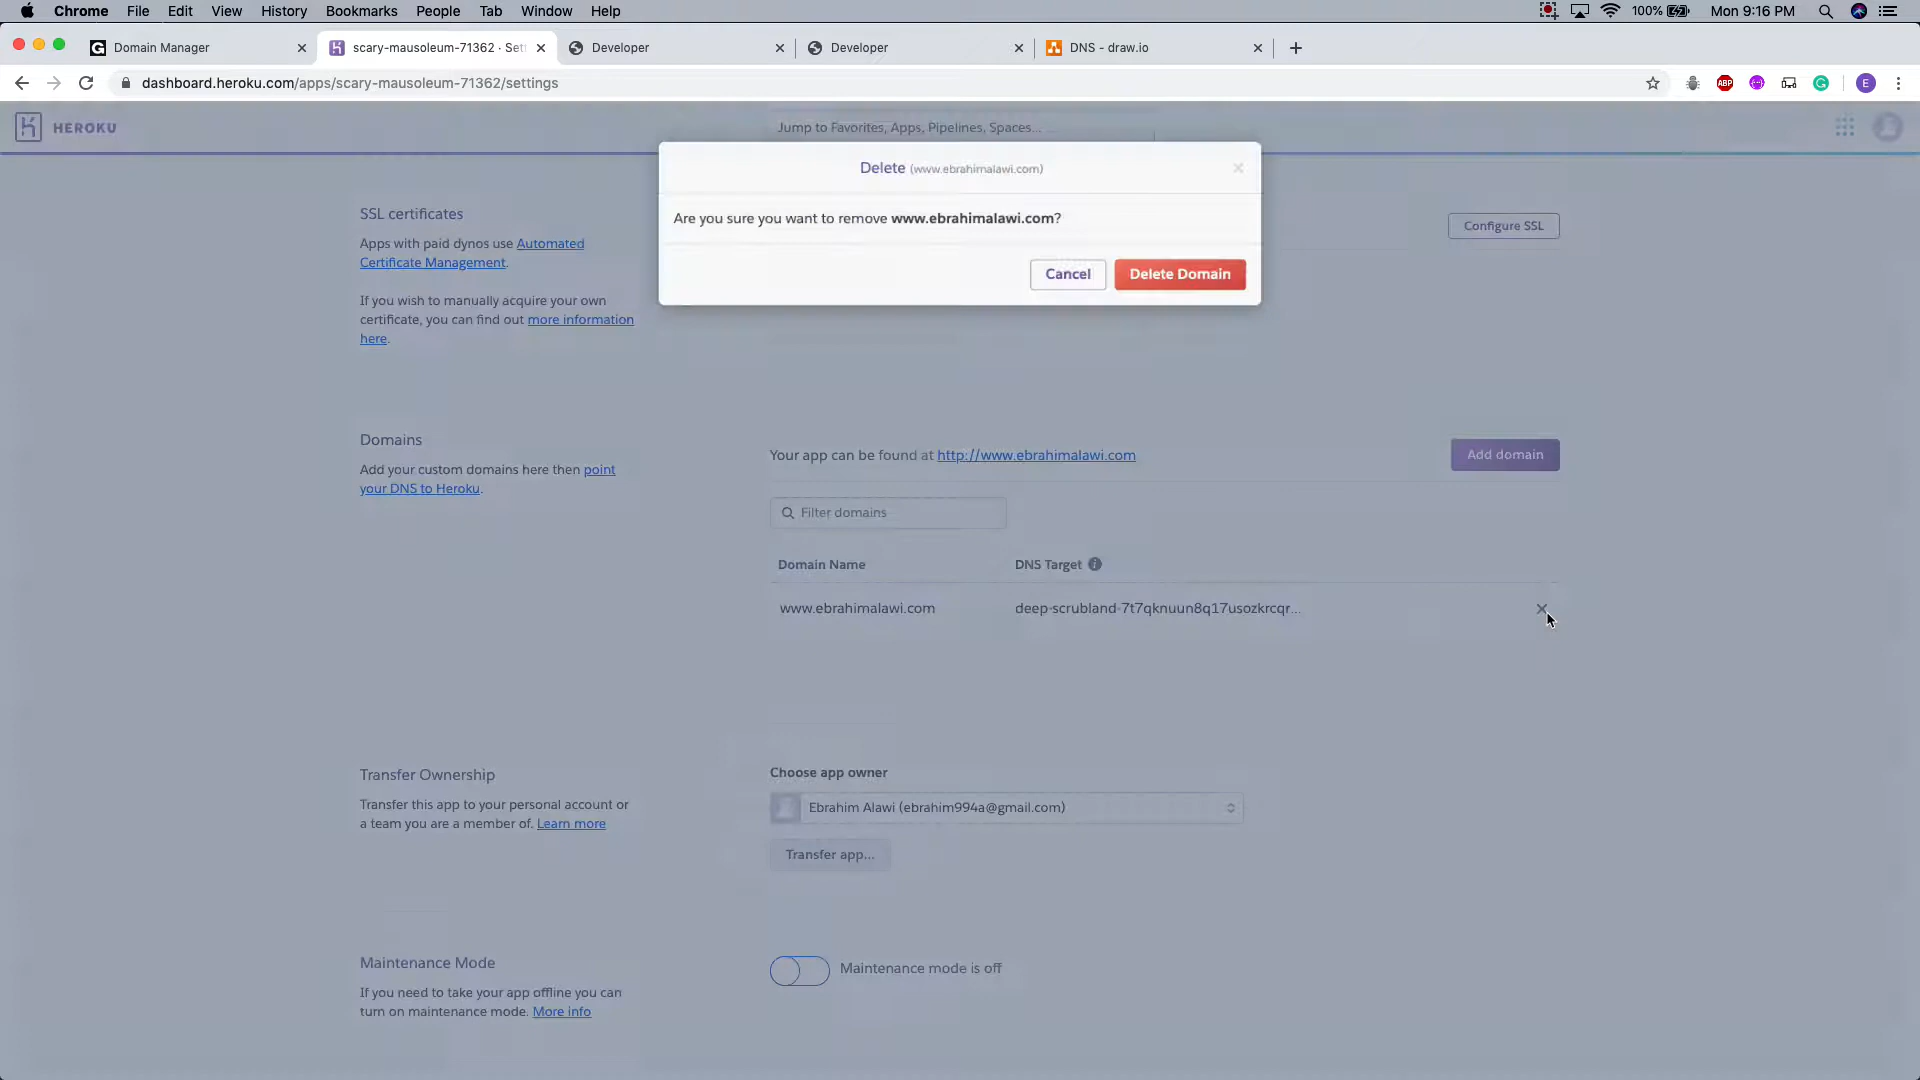 Chrome File Edit View History Bookmarks People Tab Window Help 100% Mon 9:16 PM
Domain Manager
scary-mausoleum-71362 · Set
Developer
Developer
DNS - draw.io
dashboard.heroku.com/apps/scary-mausoleum-71362/settings
ABP
E
HEROKU
Jump to Favorites, Apps, Pipelines, Spaces...
Delete (www.ebrahimalawi.com)
Are you sure you want to remove www.ebrahimalawi.com?
Cancel
Delete Domain
SSL certificates
Apps with paid dynos use Automated
Certificate Management.
If you wish to manually acquire your own
certificate, you can find out more information
here.
Configure SSL
Domains
Add your custom domains here then point
your DNS to Heroku.
Your app can be found at http://www.ebrahimalawi.com
Add domain
Filter domains
Domain Name DNS Target
www.ebrahimalawi.com deep-scrubland-7t7qknuun8q17usozkrcqr...
Transfer Ownership
Transfer this app to your personal account or
a team you are a member of. Learn more
Choose app owner
Ebrahim Alawi (ebrahim994a@gmail.com)
Transfer app...
Maintenance Mode
If you need to take your app offline you can
turn on maintenance mode. More info
Maintenance mode is off